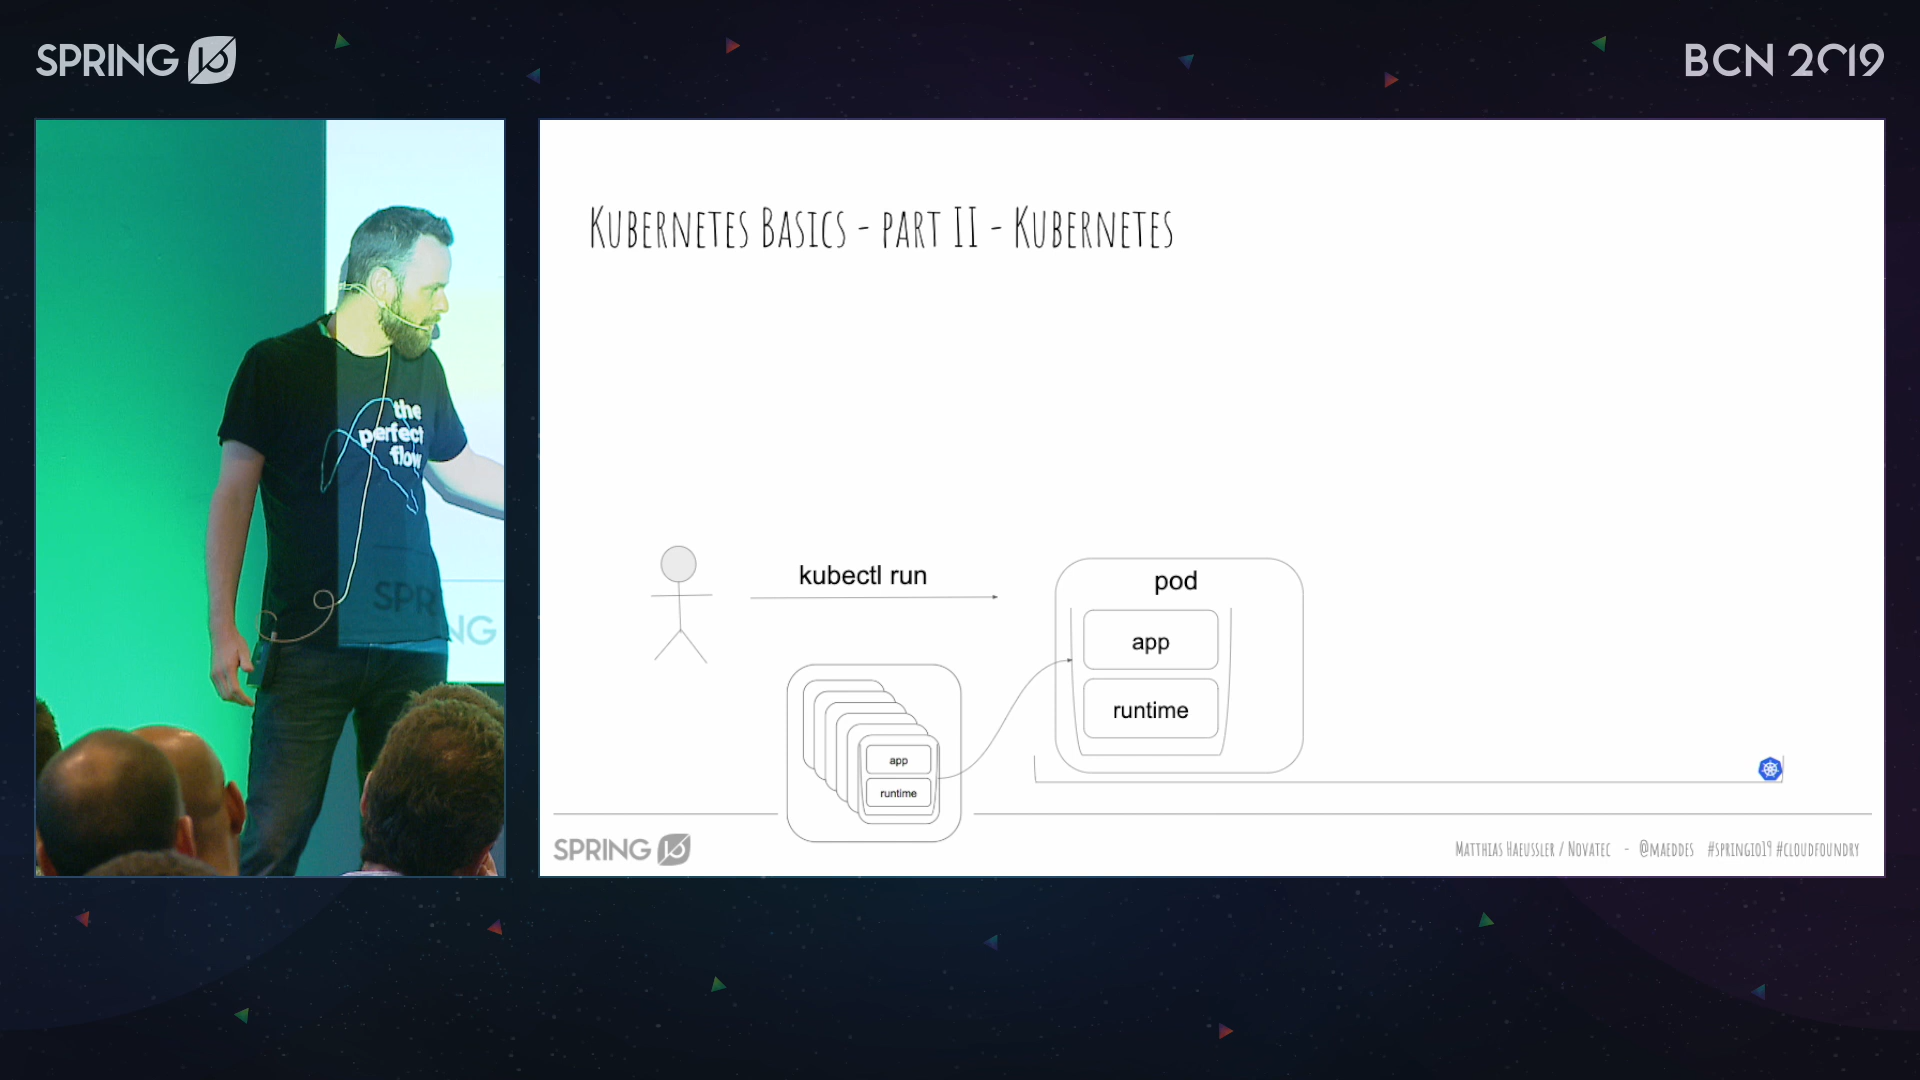 SPRING IO
BCN 2019
the
perfect
flow
SPRING
Kubernetes Basics - part II - Kubernetes
kubectl run
pod
app
runtime
app
runtime
SPRING IO
Matthias Haeussler / Novatec - @maeddes #springio19 #cloudfoundry